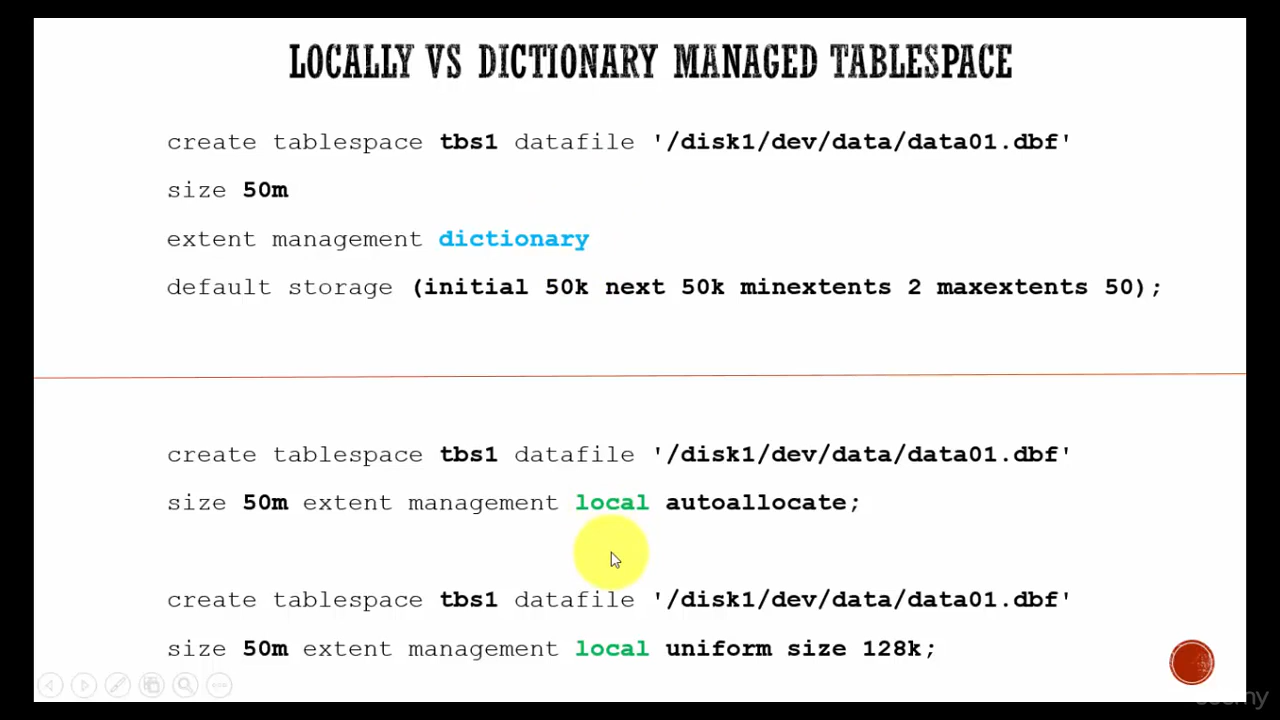 LOCALLY VS DICTIONARY MANAGED TABLESPACE
create tablespace tbs1 datafile '/disk1/dev/data/data01.dbf'
size 50m
extent management dictionary
default storage (initial 50k next 50k minextents 2 maxextents 50);
create tablespace tbs1 datafile '/disk1/dev/data/data01.dbf'
size 50m extent management local autoallocate;
create tablespace tbs1 datafile '/disk1/dev/data/data01.dbf'
size 50m extent management local uniform size 128k;